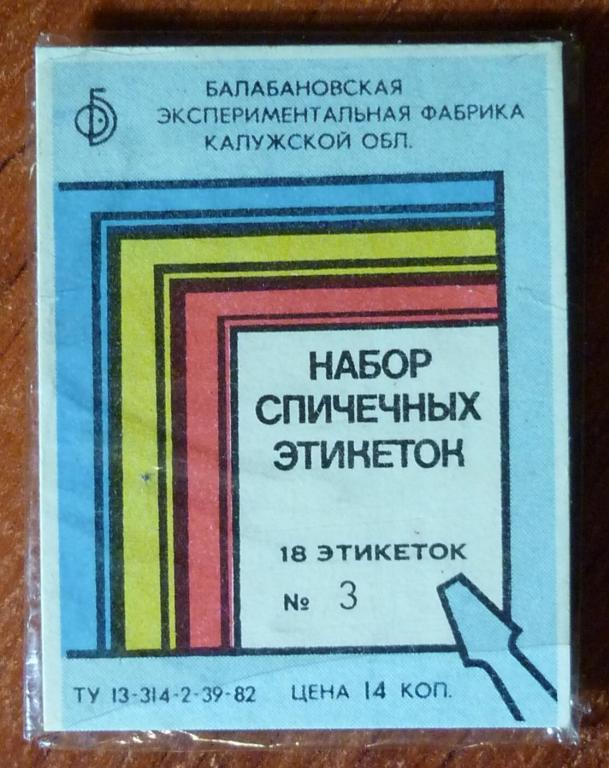 БАЛАБАНОВСКАЯ
ЭКСПЕРИМЕНТАЛЬНАЯ ФАБРИКА
КАЛУЖСКОЙ ОБЛ.
НАБОР
СПИЧЕЧНЫХ
ЭТИКЕТОК
18 ЭТИКЕТОК
№ 3
ТУ 13-314-2-39-82 ЦЕНА 14 КОП.